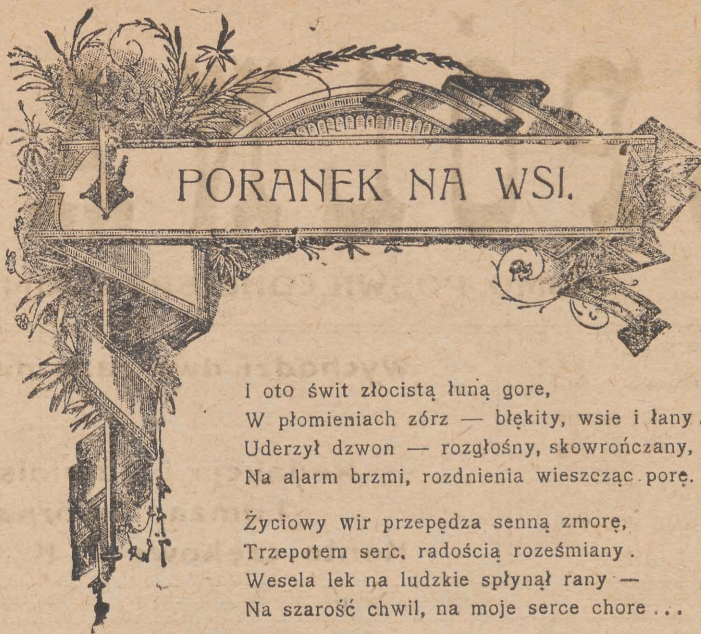 PORANEK NA WSI.
I oto świt złocistą łuną gore,
W płomieniach zórz — błękity, wsie i łany.
Uderzył dzwon — rozgłośny, skowrończany,
Na alarm brzmi, rozdnienia wieszcząc porę.
Życiowy wir przepędza senną zmorę,
Trzepotem serc, radością roześmiany.
Wesela lek na ludzkie spłynął rany —
Na szarość chwil, na moje serce chore...